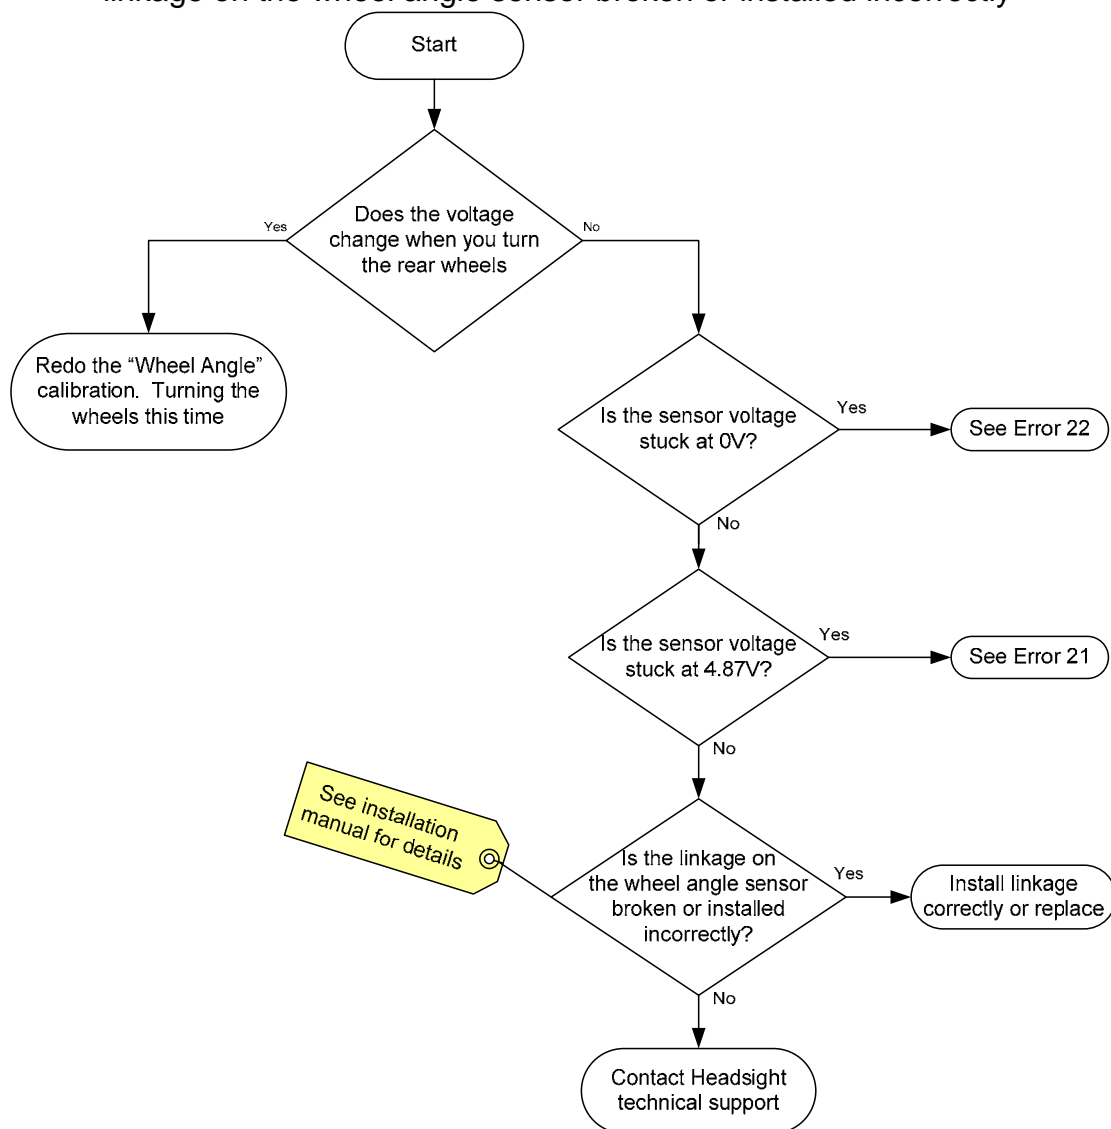 linkage on the wheel angle sensor broken or installed incorrectly
Start
Does the voltage
change when you turn
the rear wheels
Yes
No
Redo the “Wheel Angle”
calibration.  Turning the
wheels this time
Is the sensor voltage
stuck at 0V?
Yes
See Error 22
No
Is the sensor voltage
stuck at 4.87V?
Yes
See Error 21
No
See installation
manual for details
Is the linkage on
the wheel angle sensor
broken or installed
incorrectly?
Yes
Install linkage
correctly or replace
No
Contact Headsight
technical support